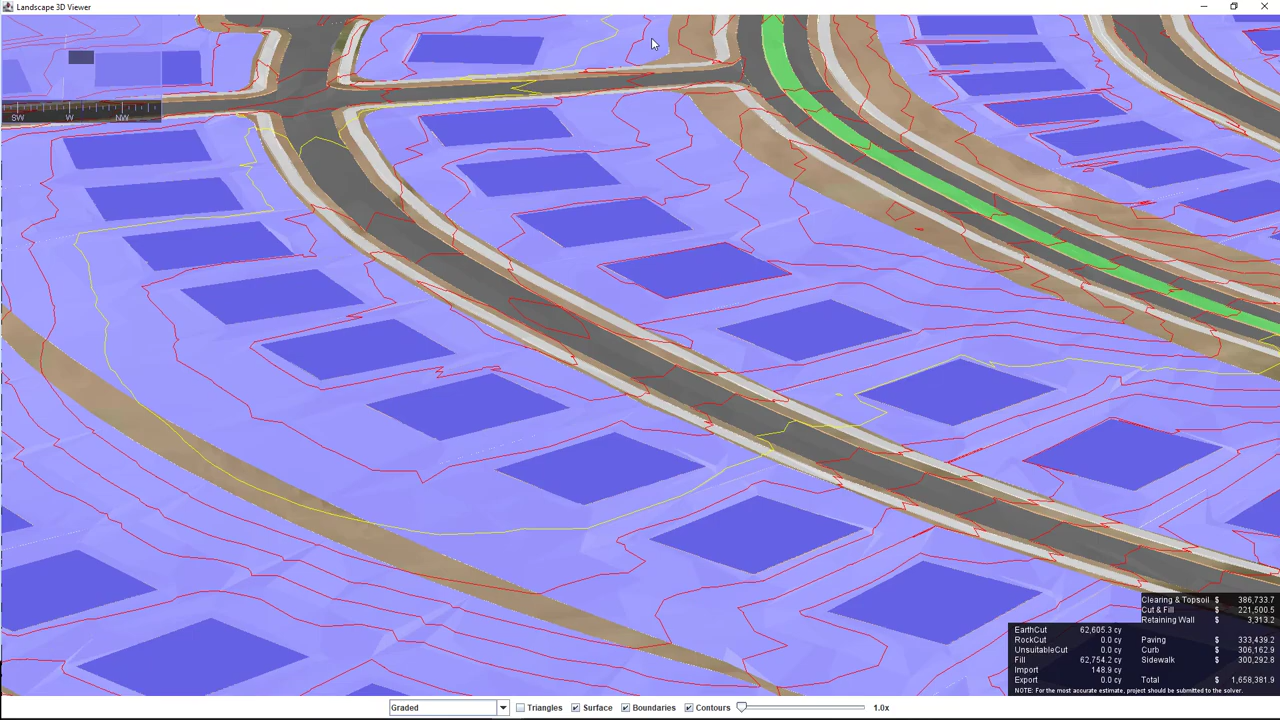 Landscape 3D Viewer
SW W NW
Clearing & Topsoil $ 386,733.7
Cut & Fill $ 221,500.5
Retaining Wall $ 3,313.2
EarthCut 62,605.3 cy
RockCut 0.0 cy Paving $ 333,439.2
UnsuitableCut 0.0 cy Curb $ 306,162.9
Fill 62,754.2 cy Sidewalk $ 300,292.8
Import 148.9 cy
Export 0.0 cy Total $ 1,658,381.9
NOTE: For the most accurate estimate, project should be submitted to the solver.
Graded Triangles Surface Boundaries Contours 1.0x